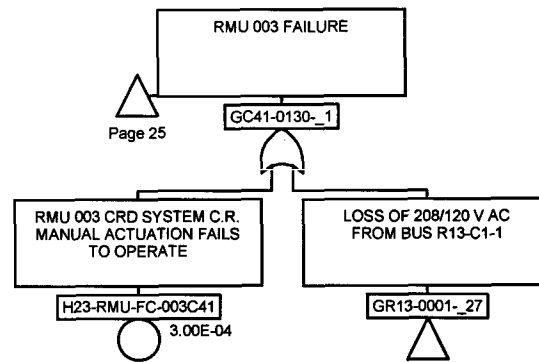 RMU 003 FAILURE
Page 25
GC41-0130-_1
RMU 003 CRD SYSTEM C.R.
MANUAL ACTUATION FAILS
TO OPERATE
LOSS OF 208/120 V AC
FROM BUS R13-C1-1
H23-RMU-FC-003C41
3.00E-04
GR13-0001-_27